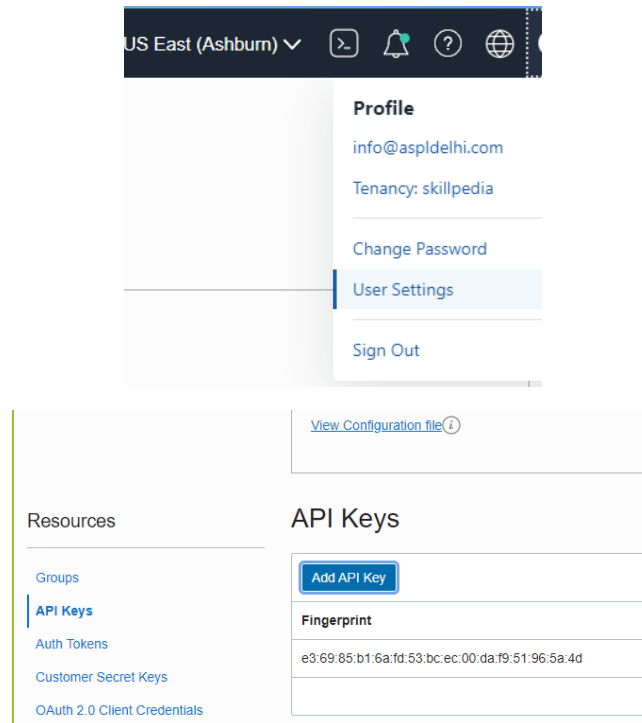 US East (Ashburn)
Profile
info@aspldelhi.com
Tenancy: skillpedia
Change Password
User Settings
Sign Out
View Configuration file
Resources
Groups
API Keys
Auth Tokens
Customer Secret Keys
OAuth 2.0 Client Credentials
API Keys
Add API Key
Fingerprint
e3:69:85:b1:6a:fd:53:bc:ec:00:da:f9:51:96:5a:4d